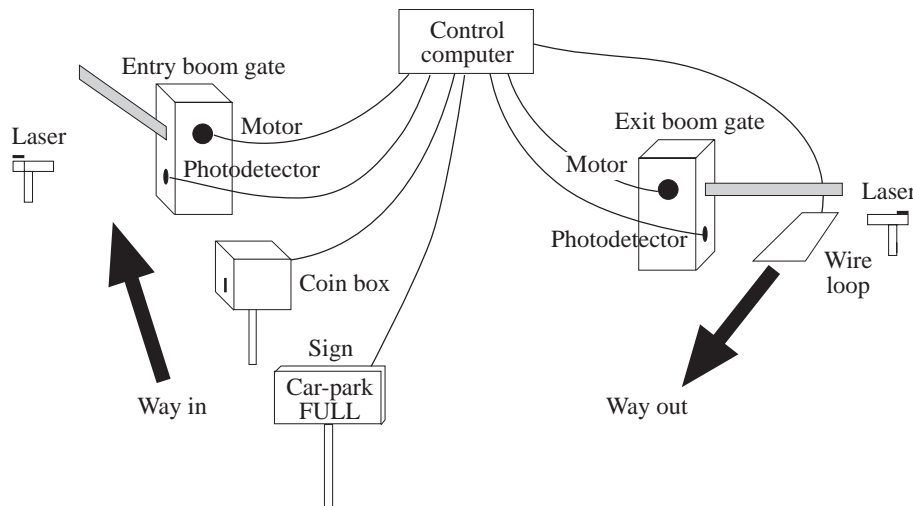 Control
computer
Entry boom gate
Motor
Laser
Photodetector
Exit boom gate
Motor
Laser
Photodetector
Coin box
Wire
loop
Sign
Car-park
FULL
Way in
Way out